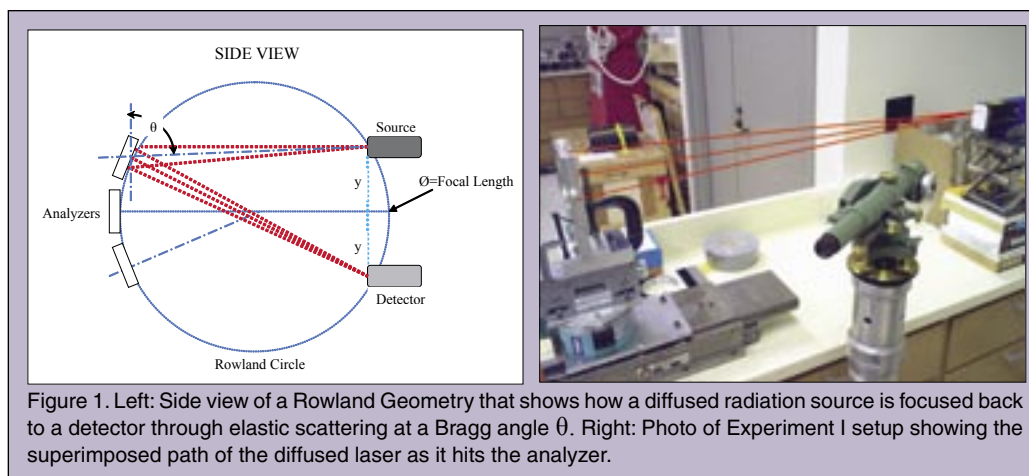 SIDE VIEW
θ
Source
y
Ø=Focal Length
Analyzers
y
Detector
Rowland Circle
Figure 1. Left: Side view of a Rowland Geometry that shows how a diffused radiation source is focused back
to a detector through elastic scattering at a Bragg angle θ. Right: Photo of Experiment I setup showing the
superimposed path of the diffused laser as it hits the analyzer.